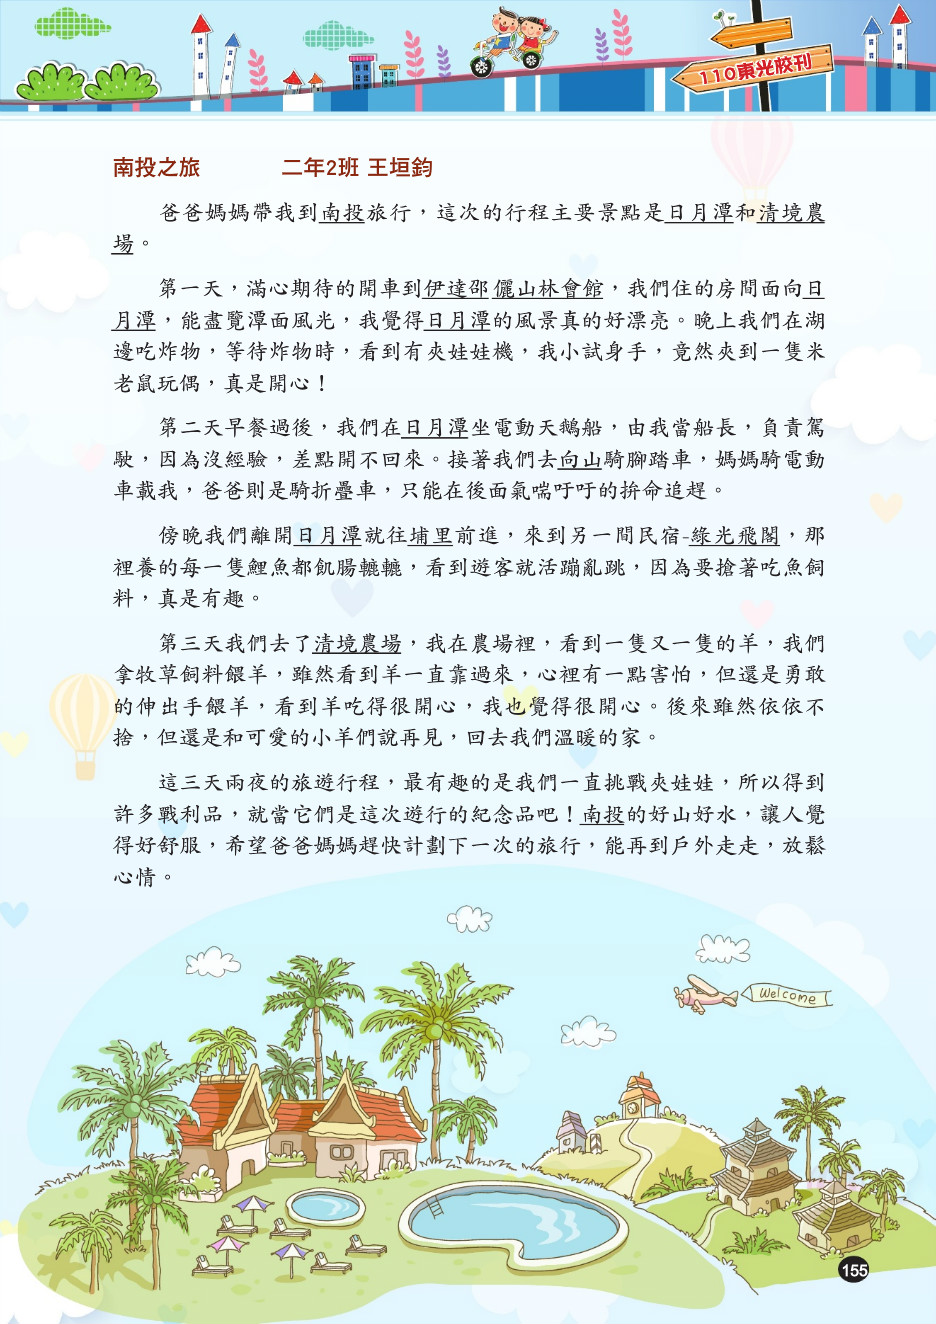 110東光校刊
南投之旅 二年2班 王垣鈞
爸爸媽媽帶我到南投旅行，這次的行程主要景點是日月潭和清境農
場。
第一天，滿心期待的開車到伊達邵儷山林會館，我們住的房間面向日
月潭，能盡覽潭面風光，我覺得日月潭的風景真的好漂亮。晚上我們在湖
邊吃炸物，等待炸物時，看到有夾娃娃機，我小試身手，竟然夾到一隻米
老鼠玩偶，真是開心！
第二天早餐過後，我們在日月潭坐電動天鵝船，由我當船長，負責駕
駛，因為沒經驗，差點開不回來。接著我們去向山騎腳踏車，媽媽騎電動
車載我，爸爸則是騎折疊車，只能在後面氣喘吁吁的拚命追趕。
傍晚我們離開日月潭就往埔里前進，來到另一間民宿-綠光飛閣，那
裡養的每一隻鯉魚都飢腸轆轆，看到遊客就活蹦亂跳，因為要搶著吃魚飼
料，真是有趣。
第三天我們去了清境農場，我在農場裡，看到一隻又一隻的羊，我們
拿牧草飼料餵羊，雖然看到羊一直靠過來，心裡有一點害怕，但還是勇敢
的伸出手餵羊，看到羊吃得很開心，我也覺得很開心。後來雖然依依不
捨，但還是和可愛的小羊們說再見，回去我們溫暖的家。
這三天兩夜的旅遊行程，最有趣的是我們一直挑戰夾娃娃，所以得到
許多戰利品，就當它們是這次遊行的紀念品吧！南投的好山好水，讓人覺
得好舒服，希望爸爸媽媽趕快計劃下一次的旅行，能再到戶外走走，放鬆
心情。
Welcome
155